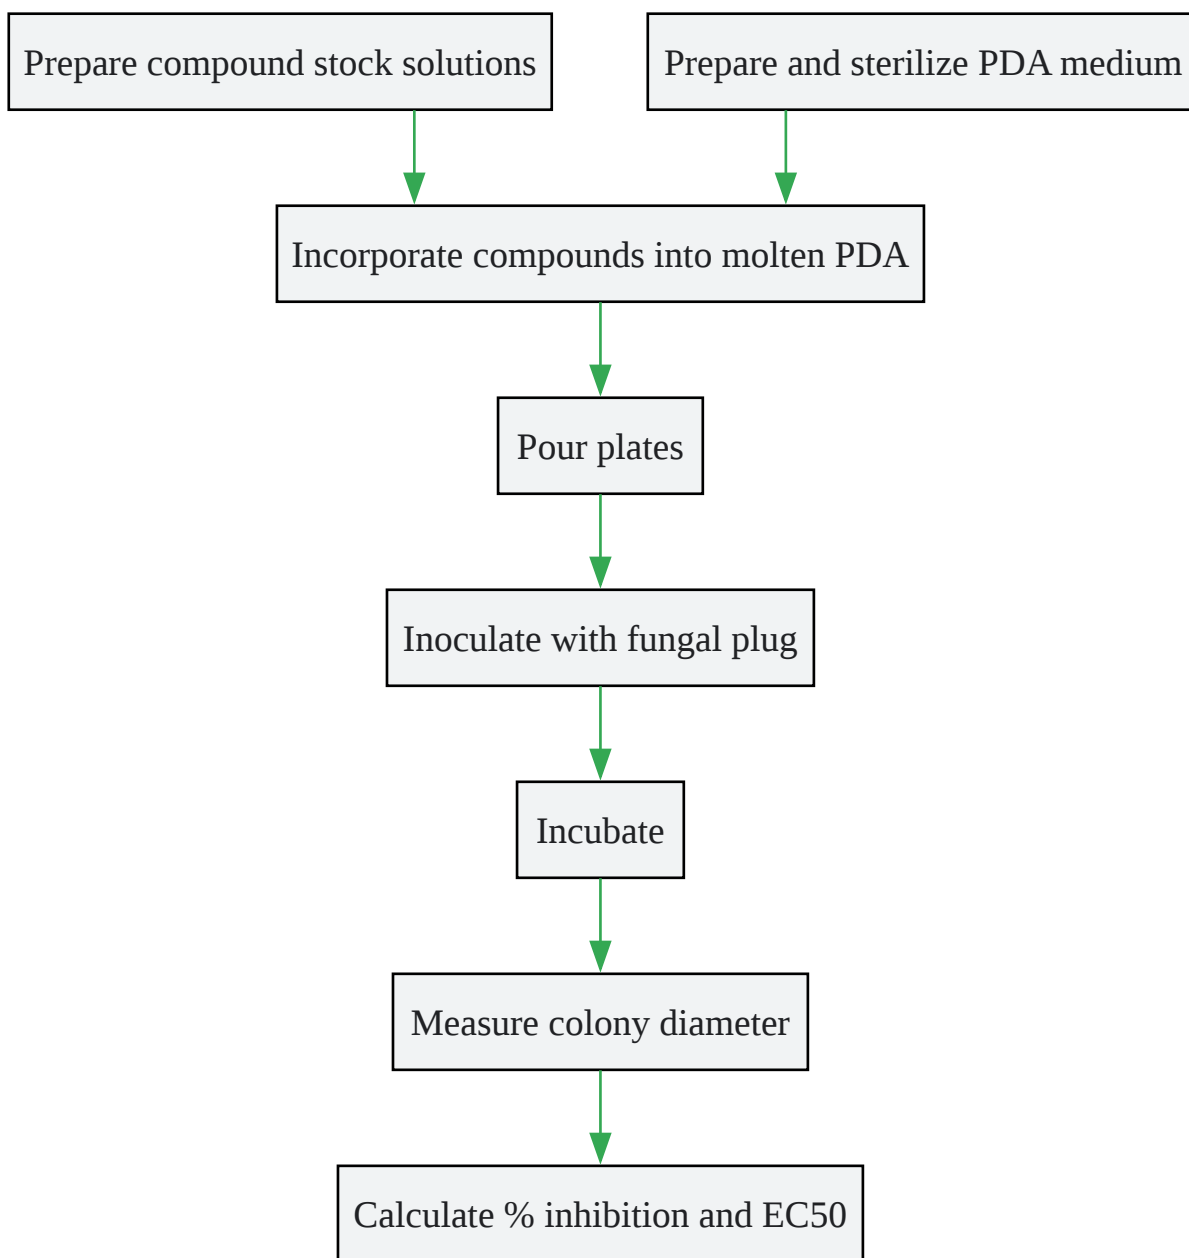 Prepare compound stock solutions
Prepare and sterilize PDA medium
Incorporate compounds into molten PDA
Pour plates
Inoculate with fungal plug
Incubate
Measure colony diameter
Calculate % inhibition and EC50